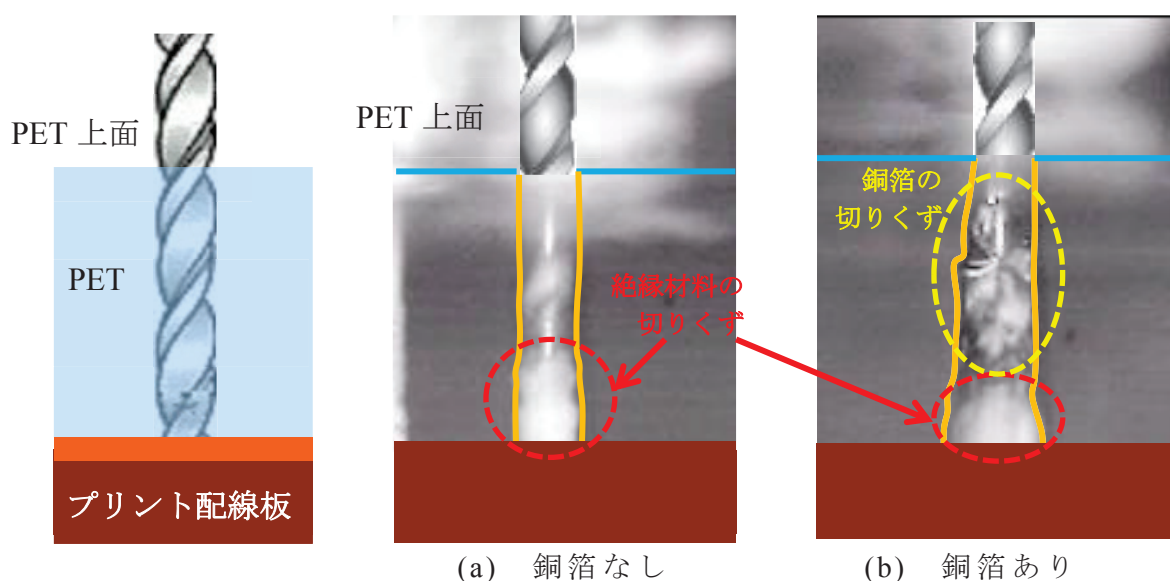 PET 上面
PET
プリント配線板
PET 上面
絶縁材料の
切りくず
(a) 銅箔なし
銅箔の
切りくず
(b) 銅箔あり